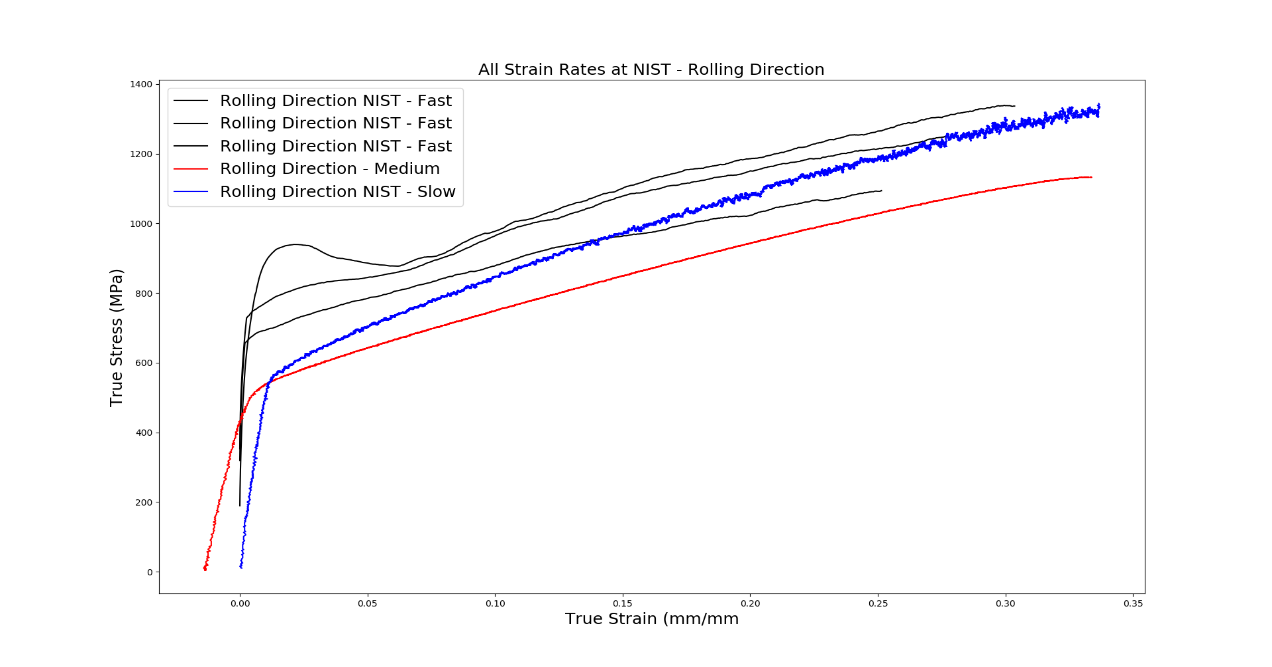 All Strain Rates at NIST - Rolling Direction
1400
1200
1000
800
600
400
200
0
True Stress (MPa)
Rolling Direction NIST - Fast
Rolling Direction NIST - Fast
Rolling Direction NIST - Fast
Rolling Direction - Medium
Rolling Direction NIST - Slow
0.00 0.05 0.10 0.15 0.20 0.25 0.30 0.35
True Strain (mm/mm